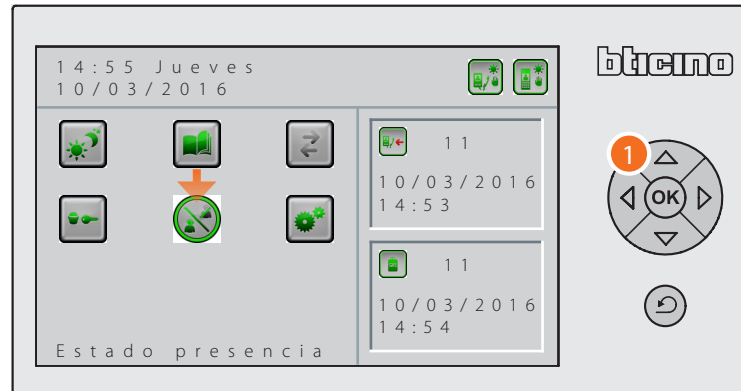 14:55 Jueves
10/03/2016
bticino
11
10/03/2016
14:53
11
10/03/2016
14:54
Estado presencia
1
OK